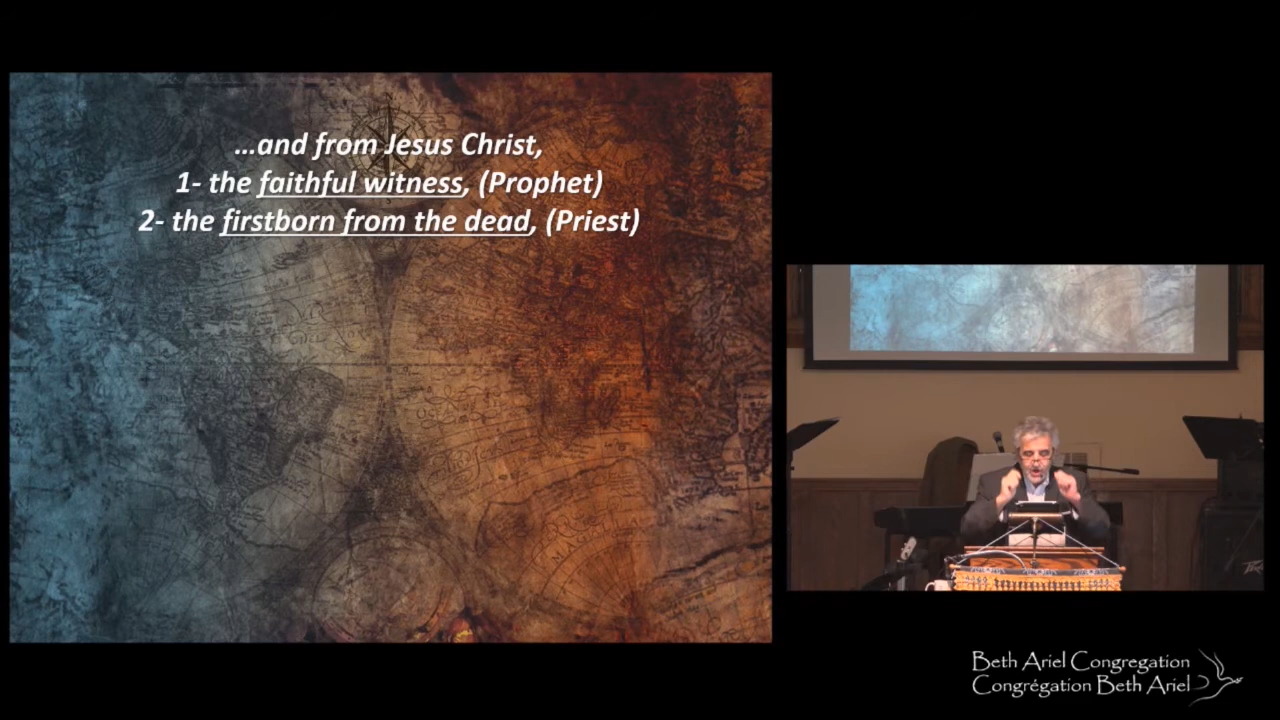 …and from Jesus Christ,
1- the faithful witness, (Prophet)
2- the firstborn from the dead, (Priest)
Beth Ariel Congregation
Congrégation Beth Ariel